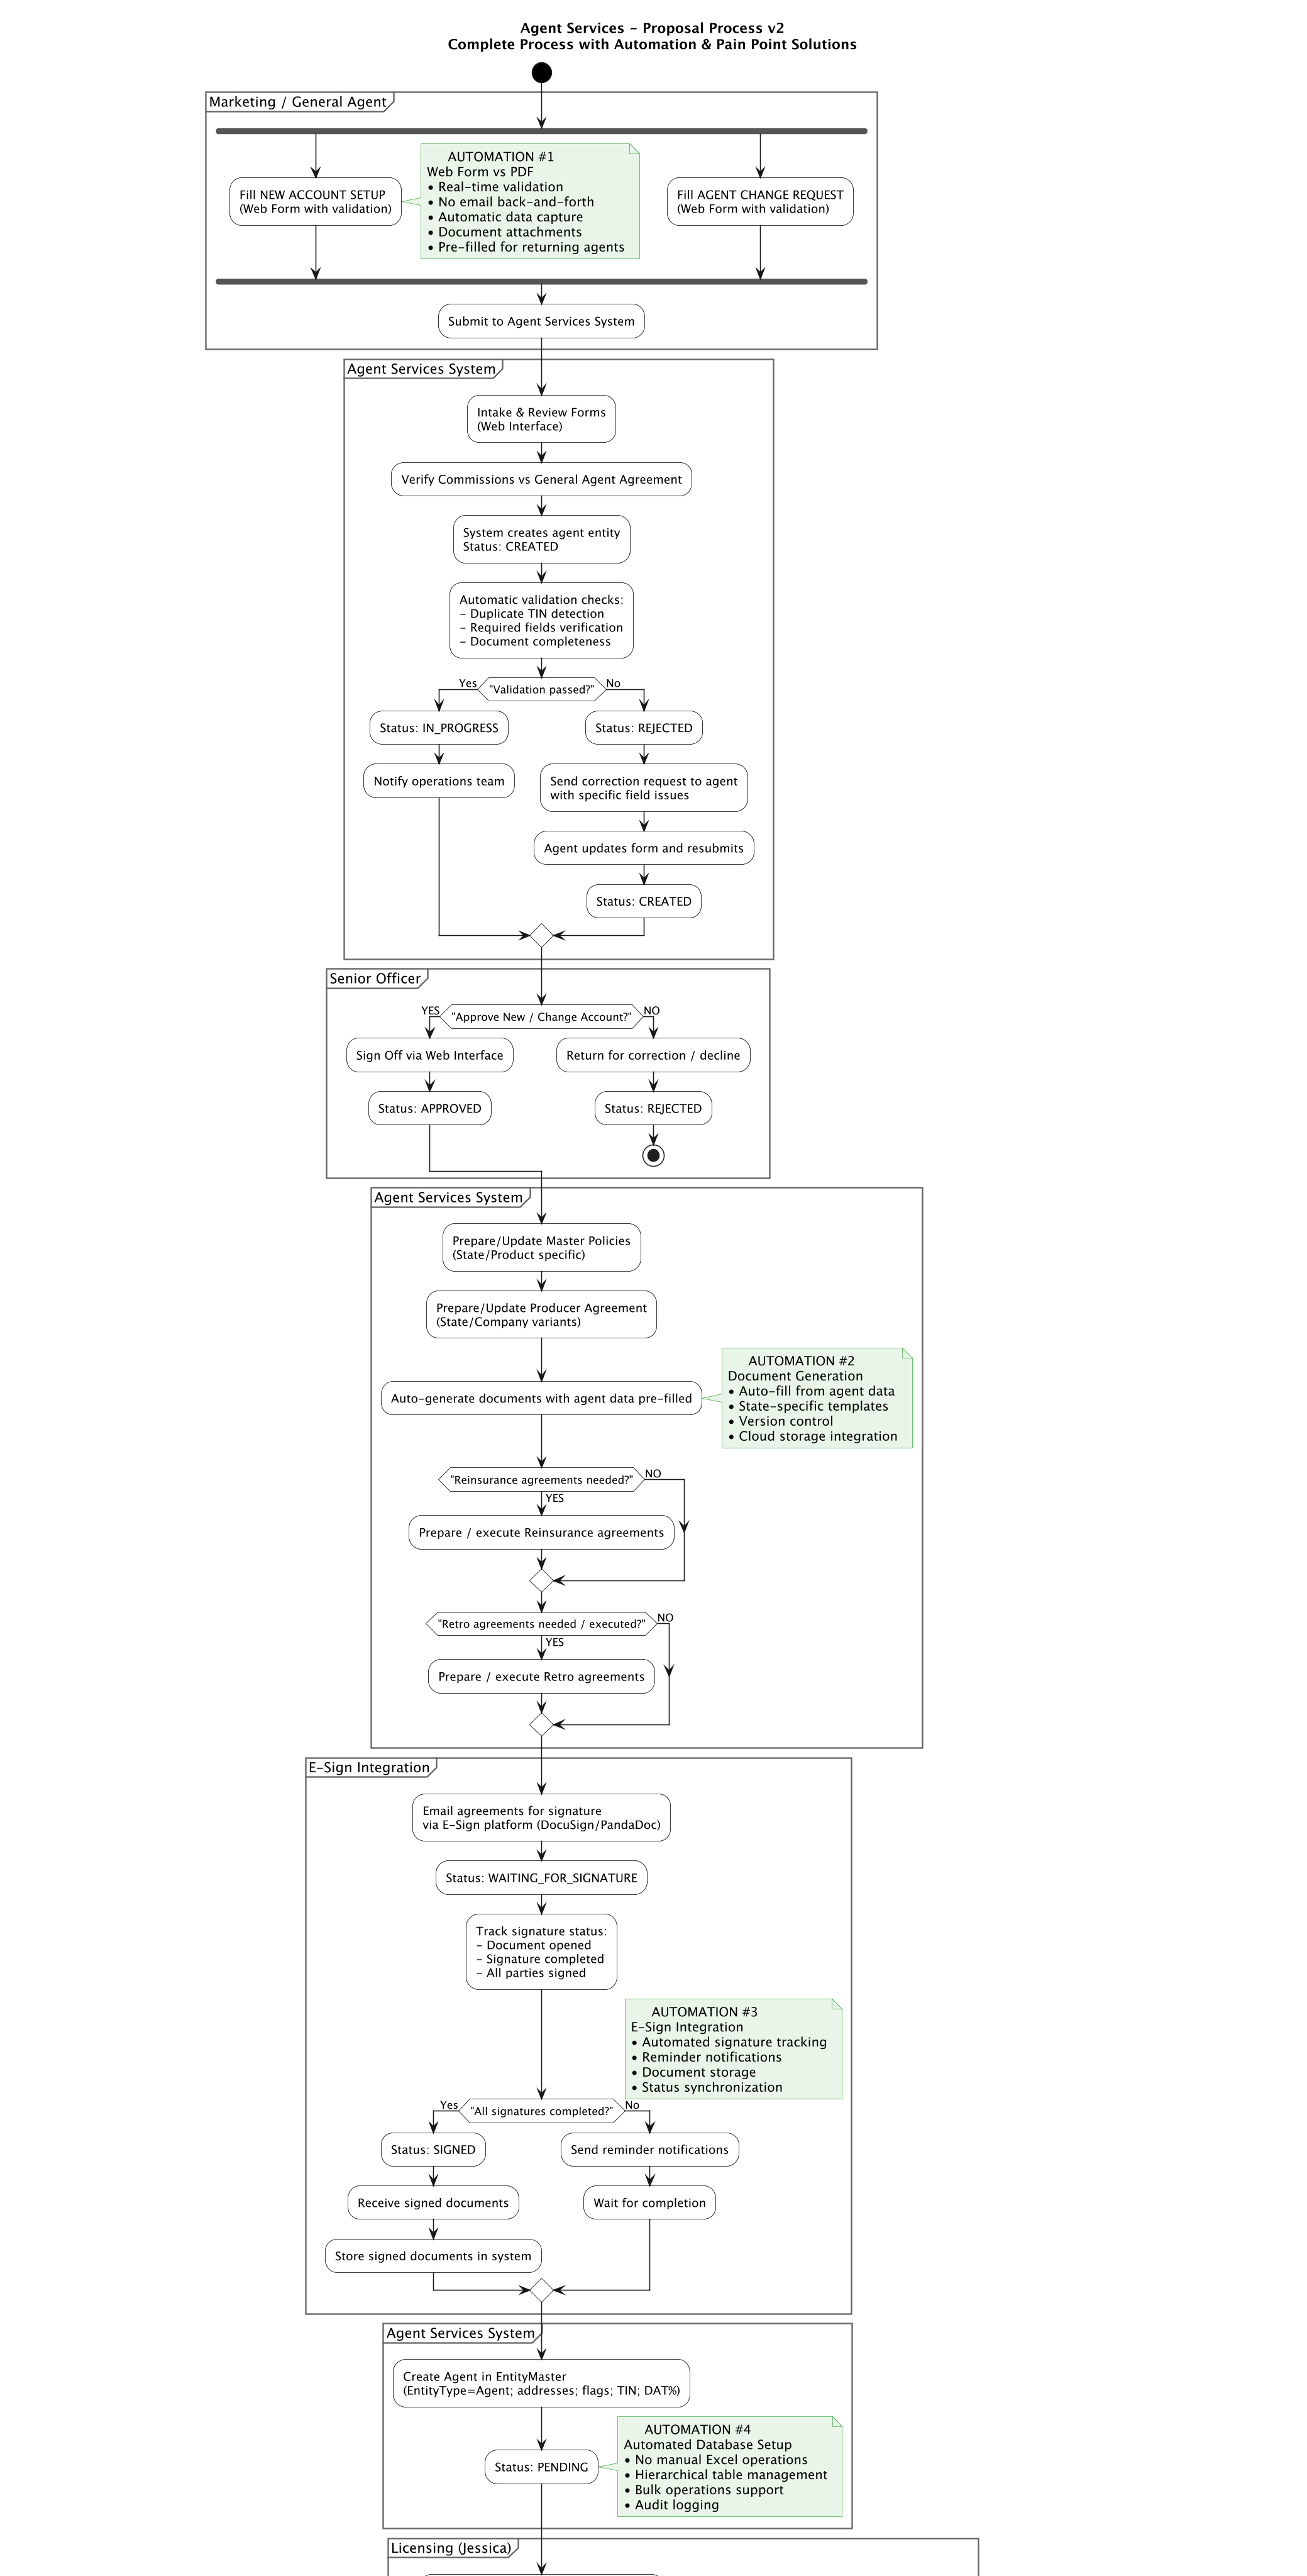 Agent Services – Proposal Process v2
Complete Process with Automation & Pain Point Solutions
Marketing / General Agent
Fill NEW ACCOUNT SETUP
(Web Form with validation)
AUTOMATION #1
Web Form vs PDF
• Real-time validation
• No email back-and-forth
• Automatic data capture
• Document attachments
• Pre-filled for returning agents
Fill AGENT CHANGE REQUEST
(Web Form with validation)
Submit to Agent Services System
Agent Services System
Intake & Review Forms
(Web Interface)
Verify Commissions vs General Agent Agreement
System creates agent entity
Status: CREATED
Automatic validation checks:
- Duplicate TIN detection
- Required fields verification
- Document completeness
Yes
"Validation passed?"
No
Status: IN_PROGRESS
Status: REJECTED
Notify operations team
Send correction request to agent
with specific field issues
Agent updates form and resubmits
Status: CREATED
Senior Officer
YES
"Approve New / Change Account?"
NO
Sign Off via Web Interface
Return for correction / decline
Status: APPROVED
Status: REJECTED
Agent Services System
Prepare/Update Master Policies
(State/Product specific)
Prepare/Update Producer Agreement
(State/Company variants)
Auto-generate documents with agent data pre-filled
AUTOMATION #2
Document Generation
• Auto-fill from agent data
• State-specific templates
• Version control
• Cloud storage integration
"Reinsurance agreements needed?"
NO
YES
Prepare / execute Reinsurance agreements
"Retro agreements needed / executed?"
NO
YES
Prepare / execute Retro agreements
E-Sign Integration
Email agreements for signature
via E-Sign platform (DocuSign/PandaDoc)
Status: WAITING_FOR_SIGNATURE
Track signature status:
- Document opened
- Signature completed
- All parties signed
AUTOMATION #3
E-Sign Integration
• Automated signature tracking
• Reminder notifications
• Document storage
• Status synchronization
Yes
"All signatures completed?"
No
Status: SIGNED
Send reminder notifications
Receive signed documents
Wait for completion
Store signed documents in system
Agent Services System
Create Agent in EntityMaster
(EntityType=Agent; addresses; flags; TIN; DAT%)
Status: PENDING
AUTOMATION #4
Automated Database Setup
• No manual Excel operations
• Hierarchical table management
• Bulk operations support
• Audit logging
Licensing (Jessica)